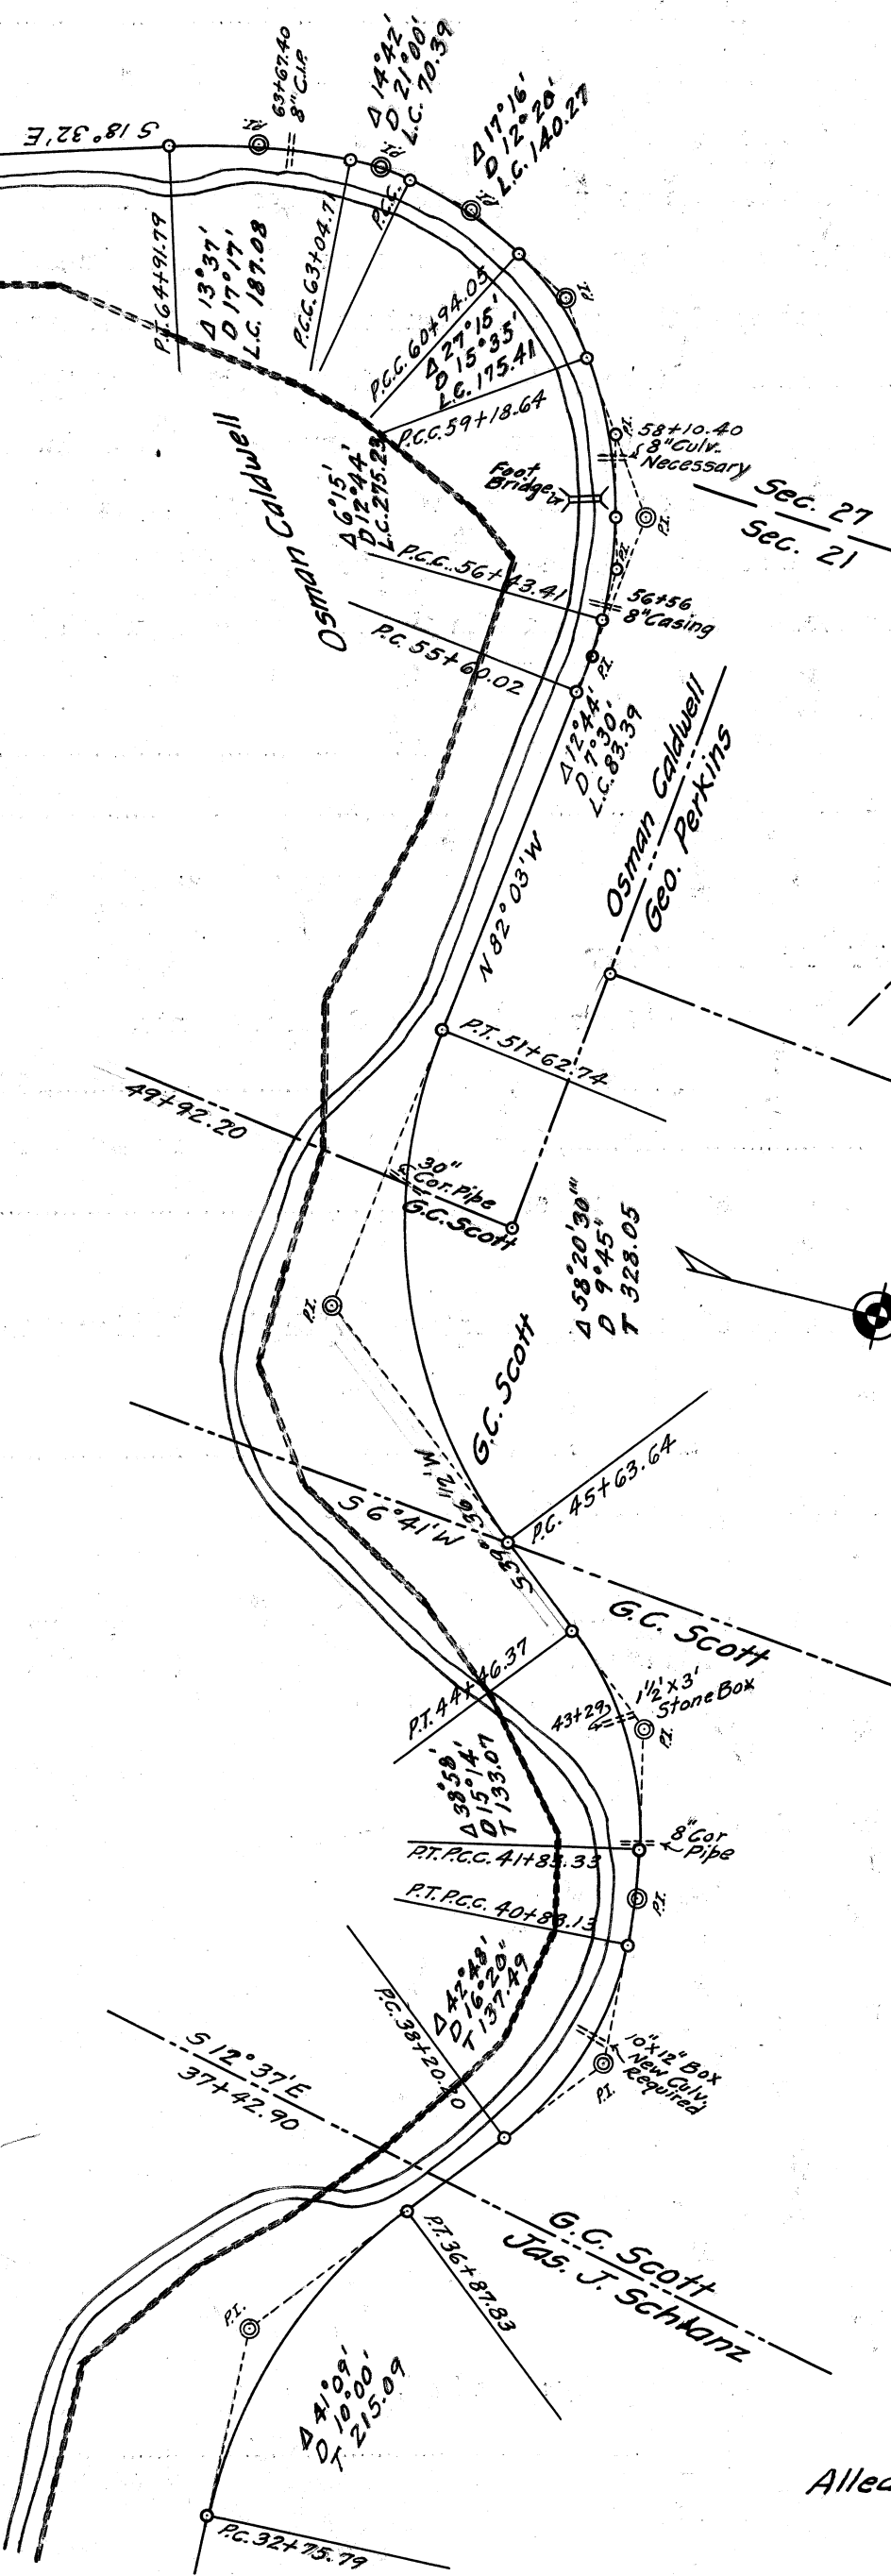 S 18° 32' E
P.I.
63+67.40
8" C.I.P.
Δ 14°42'
D 21°00'
L.C. 70.39
P.I.
Δ 17°16'
D 12°20'
L.C. 140.27
P.I.
P.T. 64+91.79
Δ 13°37'
D 17°17'
L.C. 187.08
P.C.C. 63+04.71
P.C.C.
P.I.
P.C.C. 60+94.05
Δ 27°15'
D 15°35'
L.C. 175.41
P.C.C. 59+18.64
P.I.
58+10.40
8" Culv.
Necessary
Foot
Bridge
Sec. 27
Sec. 21
P.I.
Osman Caldwell
Δ 6°15'
D 12°44'
L.C. 275.23
P.I.
P.C.C. 56+43.41
56+56
8" Casing
P.C. 55+60.02
P.I.
Δ 12°44'
D 7°30'
L.C. 83.39
Osman Caldwell
Geo. Perkins
N 82° 03' W
P.T. 51+62.74
49+92.20
30"
Cor. Pipe
G.C. Scott
Δ 58°20'30"
D 9°45'
T 328.05
P.I.
G.C. Scott
S 39° 36 1/2' W
P.C. 45+63.64
S 6° 41' W
G.C. Scott
P.T. 44+46.37
1½' x 3'
Stone Box
43+29
P.I.
Δ 38°58'
D 15°14'
T 133.07
8" Cor
Pipe
P.T. P.C.C. 41+83.33
P.T. P.C.C. 40+83.13
P.I.
Δ 42°48'
D 16°20"
T 137.49
P.C. 38+20.
10" x 12" Box
New Culv.
Required
P.I.
S 12° 37' E
37+42.90
G.C. Scott
Jas. J. Schranz
P.T. 36+87.83
P.I.
Δ 41°09'
D 10°00'
T 215.09
P.C. 32+75.79